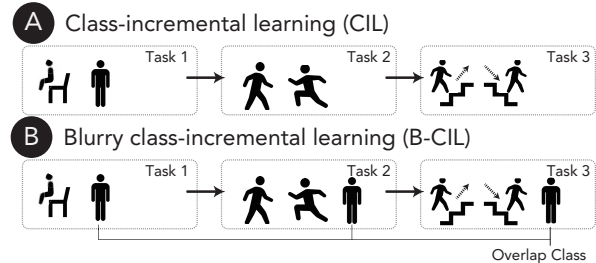 A Class-incremental learning (CIL)
Task 1 Task 2 Task 3
B Blurry class-incremental learning (B-CIL)
Task 1 Task 2 Task 3
Overlap Class